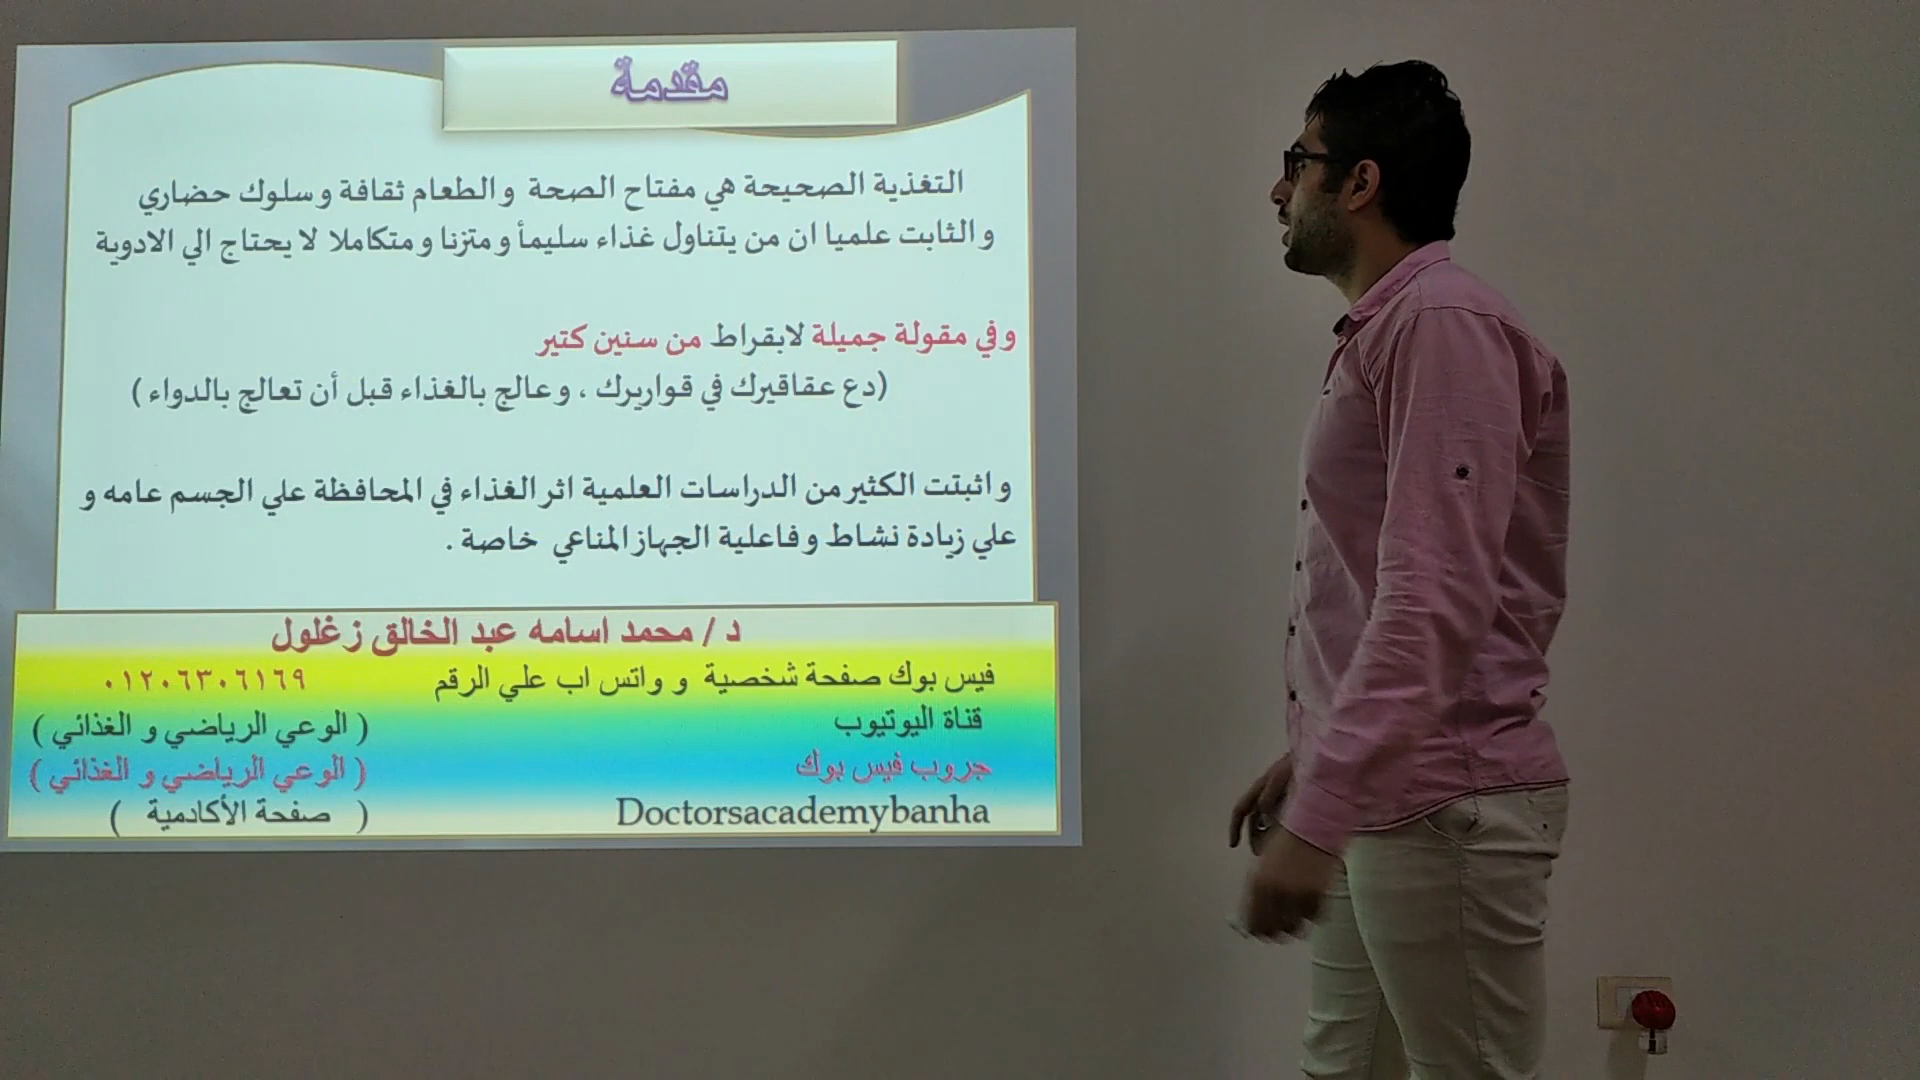 مقدمة
التغذية الصحيحة هي مفتاح الصحة والطعام ثقافة وسلوك حضاري
والثابت علميا ان من يتناول غذاء سليمأ ومتزنا ومتكاملا لا يحتاج الي الادوية
وفي مقولة جميلة لابقراط من سنين كتير
(دع عقاقيرك في قواريرك ، وعالج بالغذاء قبل أن تعالج بالدواء )
واثبتت الكثير من الدراسات العلمية اثر الغذاء في المحافظة علي الجسم عامه و
علي زيادة نشاط وفاعلية الجهاز المناعي خاصة .
د / محمد اسامه عبد الخالق زغلول
فيس بوك صفحة شخصية و واتس اب علي الرقم ٠١٢٠٦٣٠٦١٦٩
قناة اليوتيوب ( الوعي الرياضي و الغذائي )
جروب فيس بوك ( الوعي الرياضي و الغذائي )
Doctorsacademybanha ( صفحة الأكادمية )